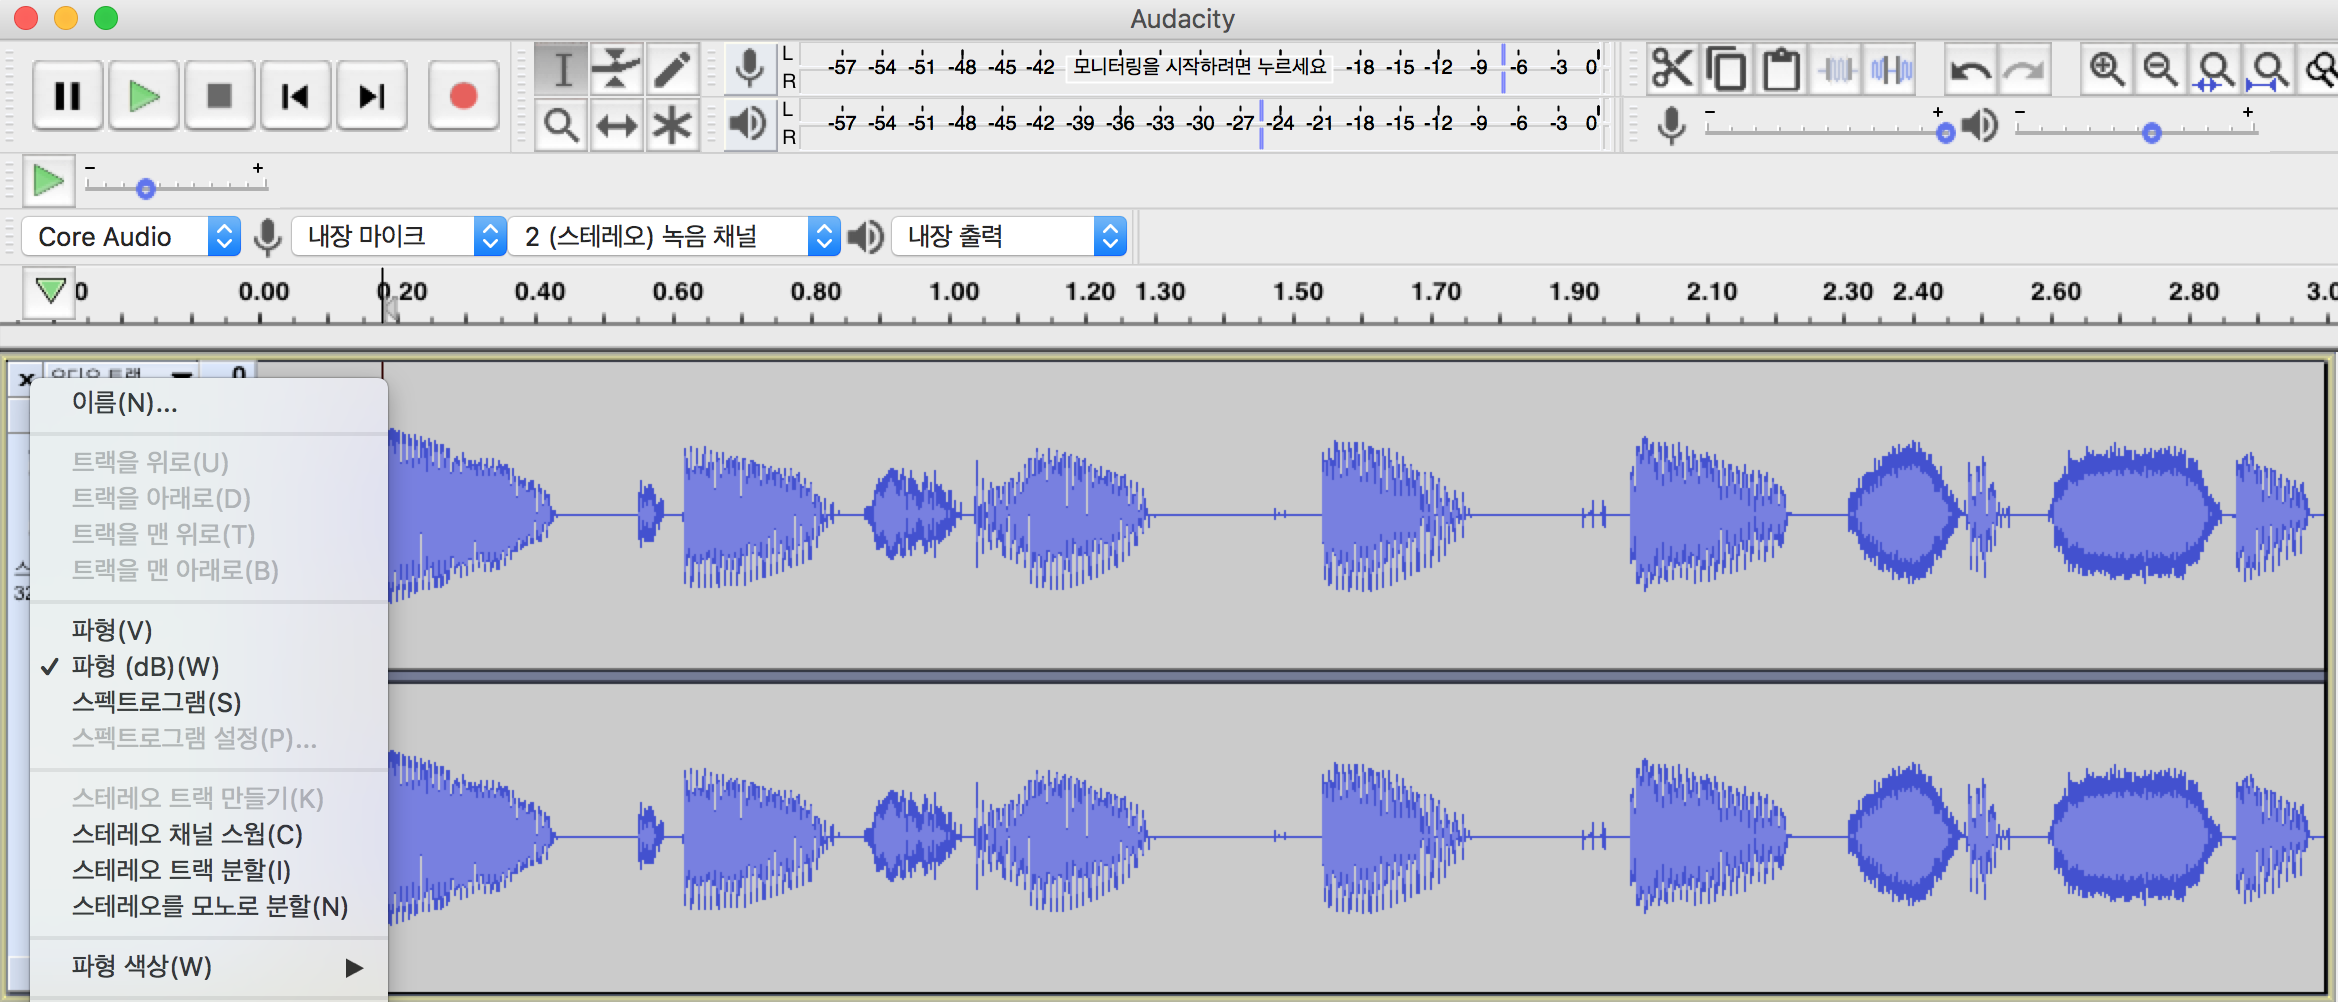 Audacity
L
R
-57 -54 -51 -48 -45 -42 모니터링을 시작하려면 누르세요 -18 -15 -12 -9 -6 -3 0
L
R
-57 -54 -51 -48 -45 -42 -39 -36 -33 -30 -27 -24 -21 -18 -15 -12 -9 -6 -3 0
- +
- +
- +
Core Audio
내장 마이크
2 (스테레오) 녹음 채널
내장 출력
0 0.00 0.20 0.40 0.60 0.80 1.00 1.20 1.30 1.50 1.70 1.90 2.10 2.30 2.40 2.60 2.80 3.0
x 오디오 트랙 0
이름(N)...
트랙을 위로(U)
트랙을 아래로(D)
트랙을 맨 위로(T)
트랙을 맨 아래로(B)
스
32
파형(V)
✓ 파형 (dB)(W)
스펙트로그램(S)
스펙트로그램 설정(P)...
스테레오 트랙 만들기(K)
스테레오 채널 스왑(C)
스테레오 트랙 분할(I)
스테레오를 모노로 분할(N)
파형 색상(W)